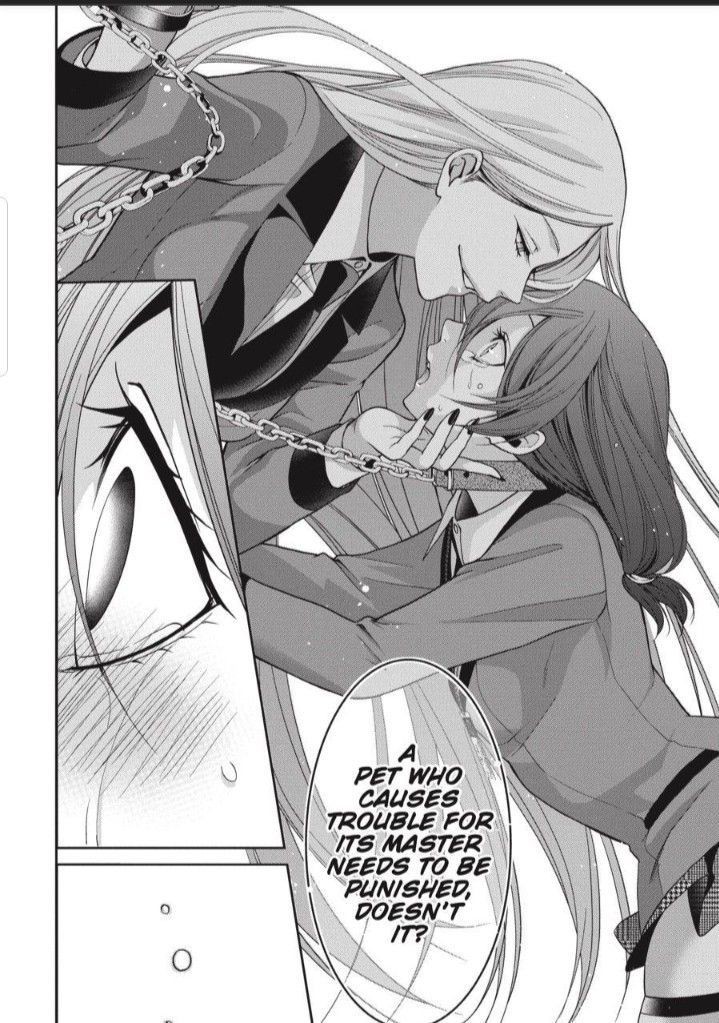 A
PET WHO
CAUSES
TROUBLE FOR
ITS MASTER
NEEDS TO BE
PUNISHED,
DOESN'T
IT?